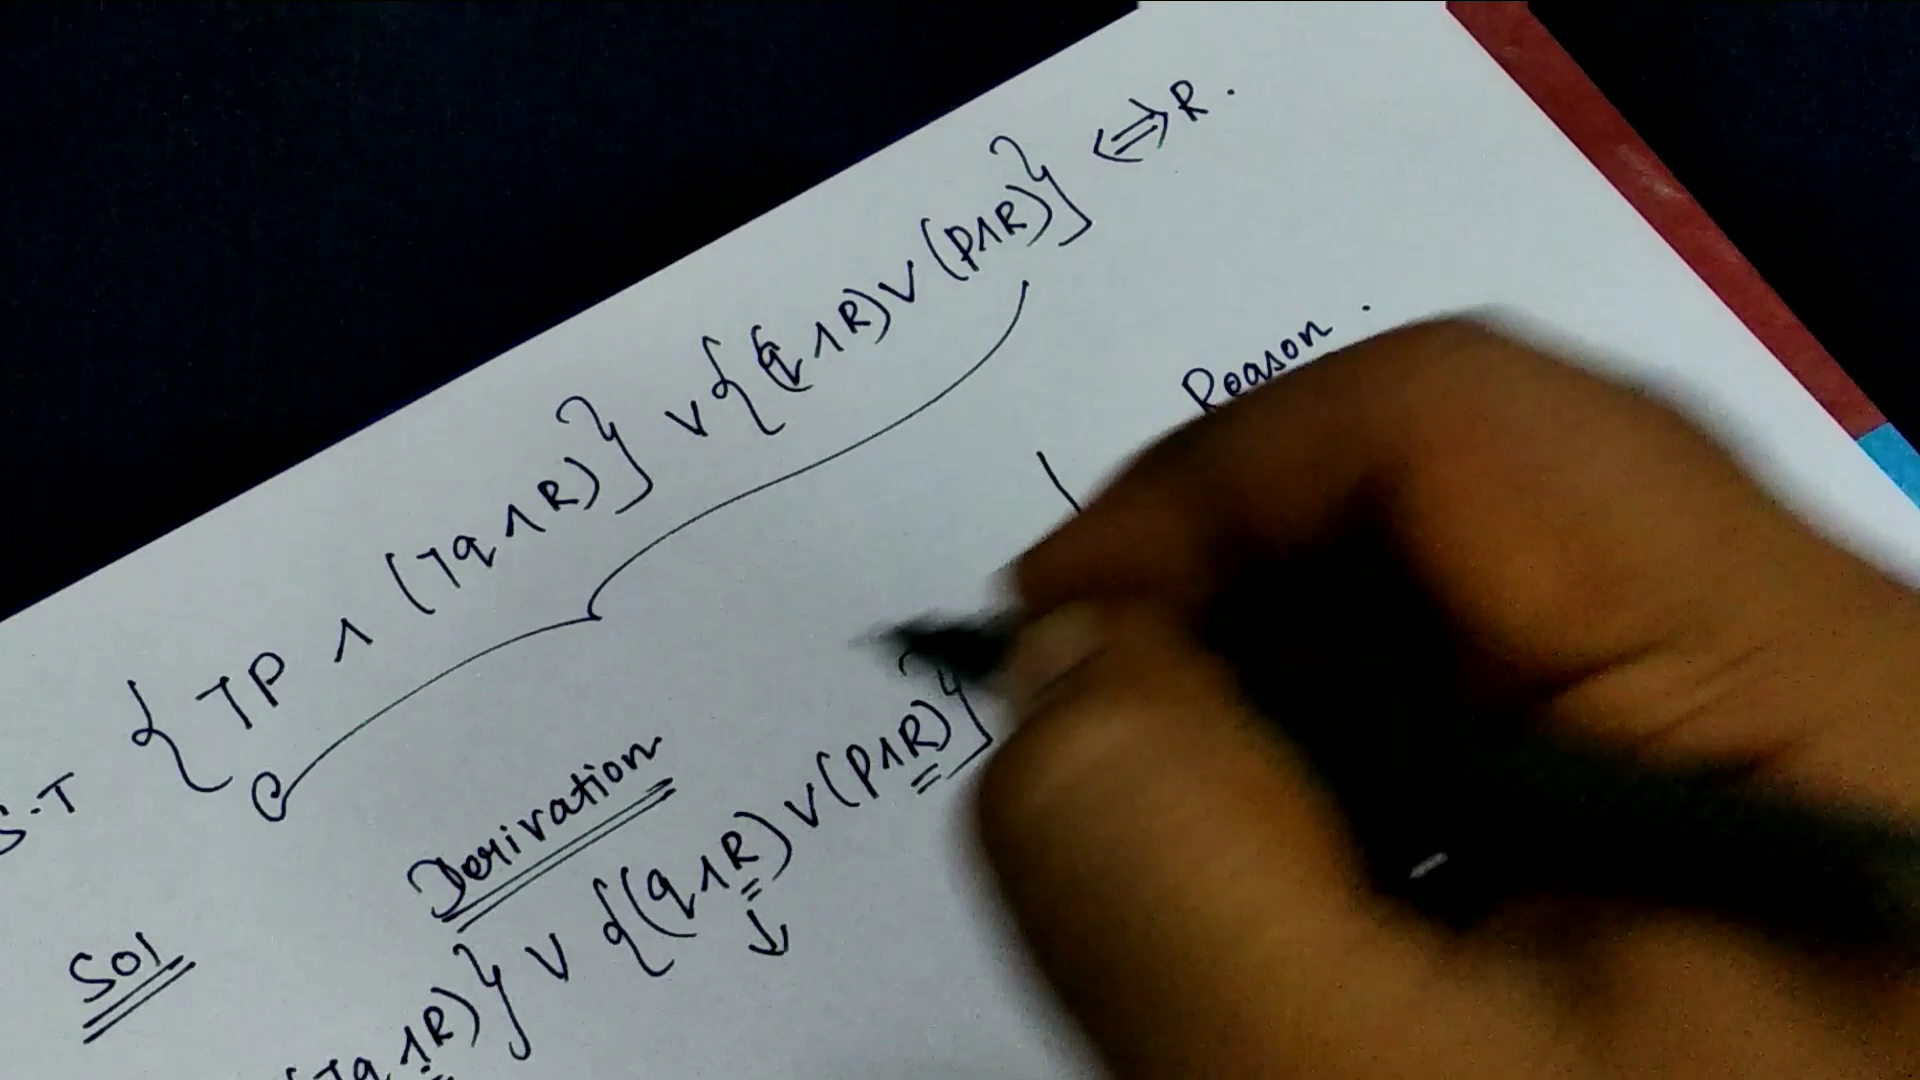 S.T {˥P ∧ (˥q ∧ R)} ∨ {(q ∧ R) ∨ (P ∧ R)} ⇔ R.
Sol
Derivation
Reason.
(˥q ∧ R)} ∨ {(q ∧ R) ∨ (P ∧ R)}